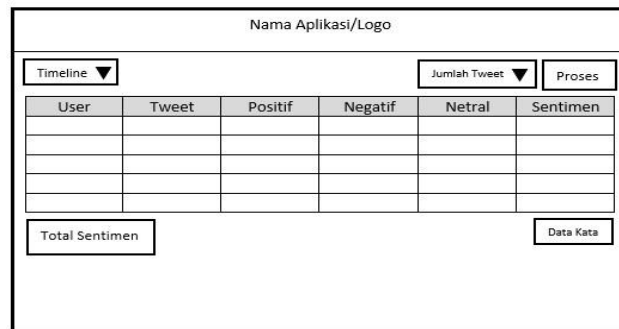 Nama Aplikasi/Logo
Timeline
Jumlah Tweet
Proses
User Tweet Positif Negatif Netral Sentimen
Total Sentimen
Data Kata